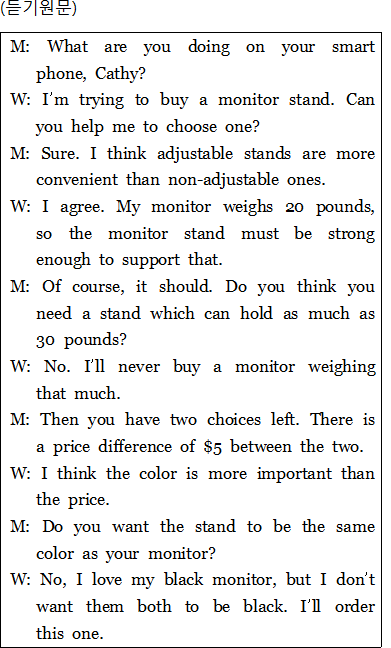 (듣기원문)
M: What are you doing on your smart
phone, Cathy?
W: I'm trying to buy a monitor stand. Can
you help me to choose one?
M: Sure. I think adjustable stands are more
convenient than non-adjustable ones.
W: I agree. My monitor weighs 20 pounds,
so the monitor stand must be strong
enough to support that.
M: Of course, it should. Do you think you
need a stand which can hold as much as
30 pounds?
W: No. I'll never buy a monitor weighing
that much.
M: Then you have two choices left. There is
a price difference of $5 between the two.
W: I think the color is more important than
the price.
M: Do you want the stand to be the same
color as your monitor?
W: No, I love my black monitor, but I don't
want them both to be black. I'll order
this one.